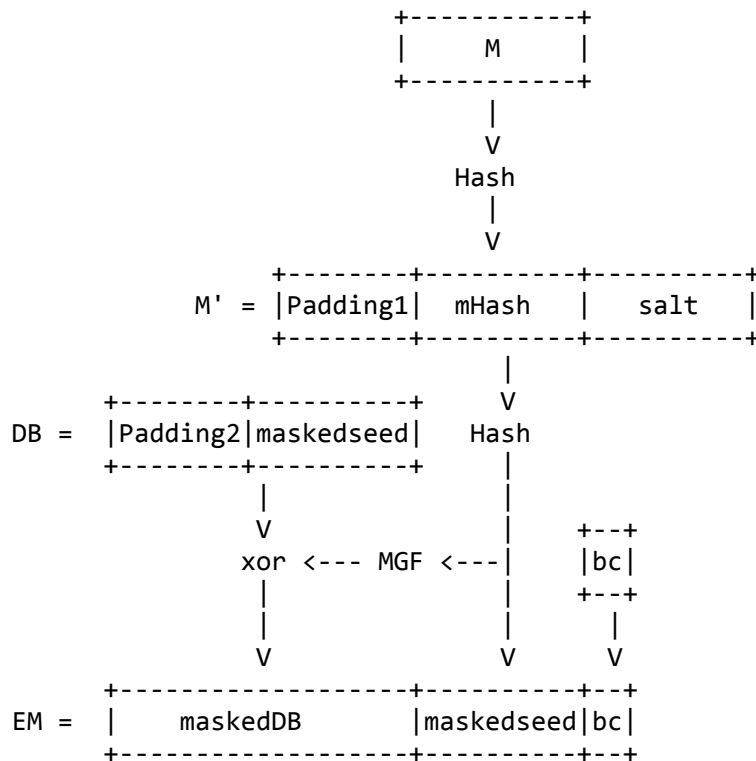 M
Hash
M' = Padding1 mHash salt
DB = Padding2 maskedseed Hash
xor <--- MGF <--- bc
EM = maskedDB maskedseed bc